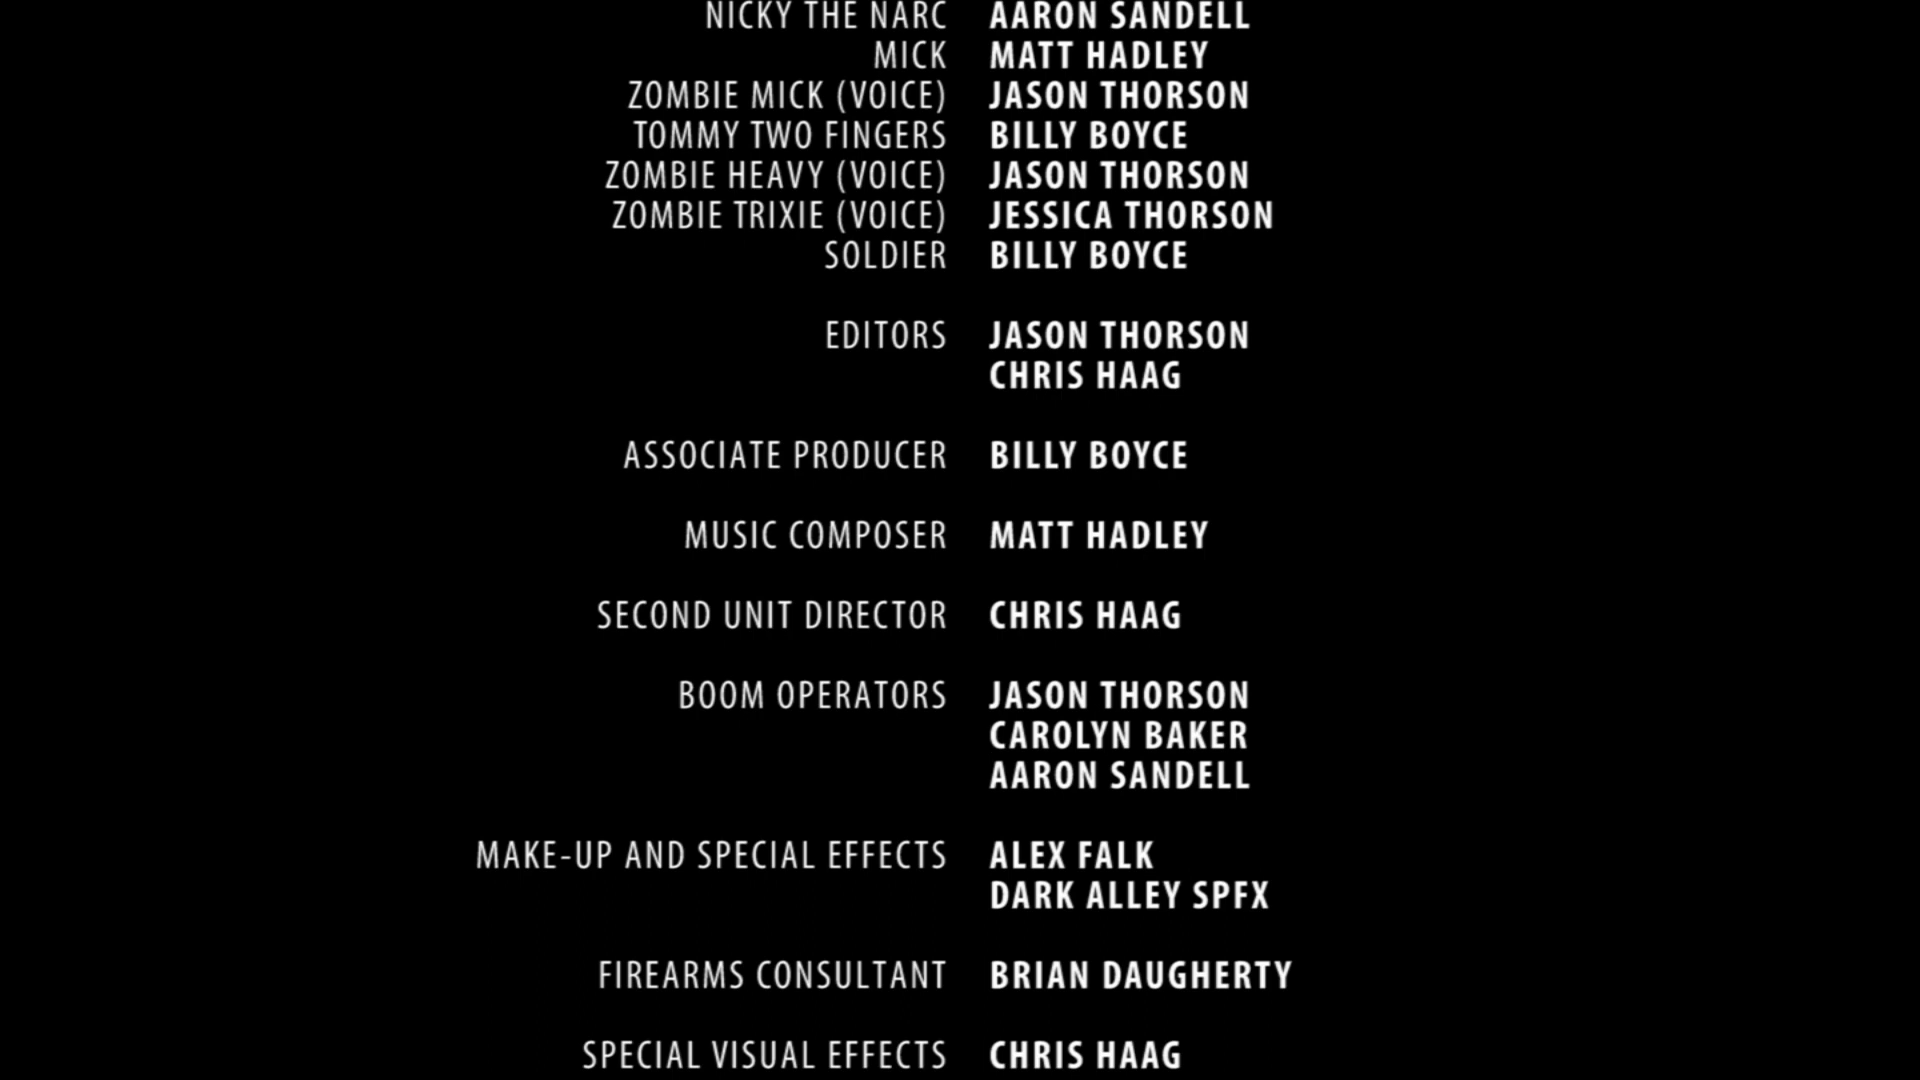 NICKY THE NARC AARON SANDELL
MICK MATT HADLEY
ZOMBIE MICK (VOICE) JASON THORSON
TOMMY TWO FINGERS BILLY BOYCE
ZOMBIE HEAVY (VOICE) JASON THORSON
ZOMBIE TRIXIE (VOICE) JESSICA THORSON
SOLDIER BILLY BOYCE
EDITORS JASON THORSON
CHRIS HAAG
ASSOCIATE PRODUCER BILLY BOYCE
MUSIC COMPOSER MATT HADLEY
SECOND UNIT DIRECTOR CHRIS HAAG
BOOM OPERATORS JASON THORSON
CAROLYN BAKER
AARON SANDELL
MAKE-UP AND SPECIAL EFFECTS ALEX FALK
DARK ALLEY SPFX
FIREARMS CONSULTANT BRIAN DAUGHERTY
SPECIAL VISUAL EFFECTS CHRIS HAAG